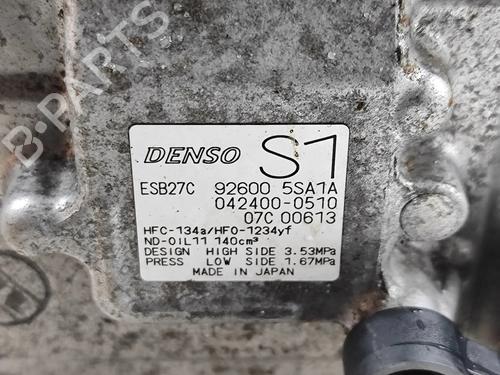 B-PARTS
DENSO S1
ESB27C 92600 5SA1A
042400-0510
07C 00613
HFC-134a/HFO-1234yf
ND-OIL11 140cm³
DESIGN HIGH SIDE 3.53MPa
PRESS LOW SIDE 1.67MPa
MADE IN JAPAN